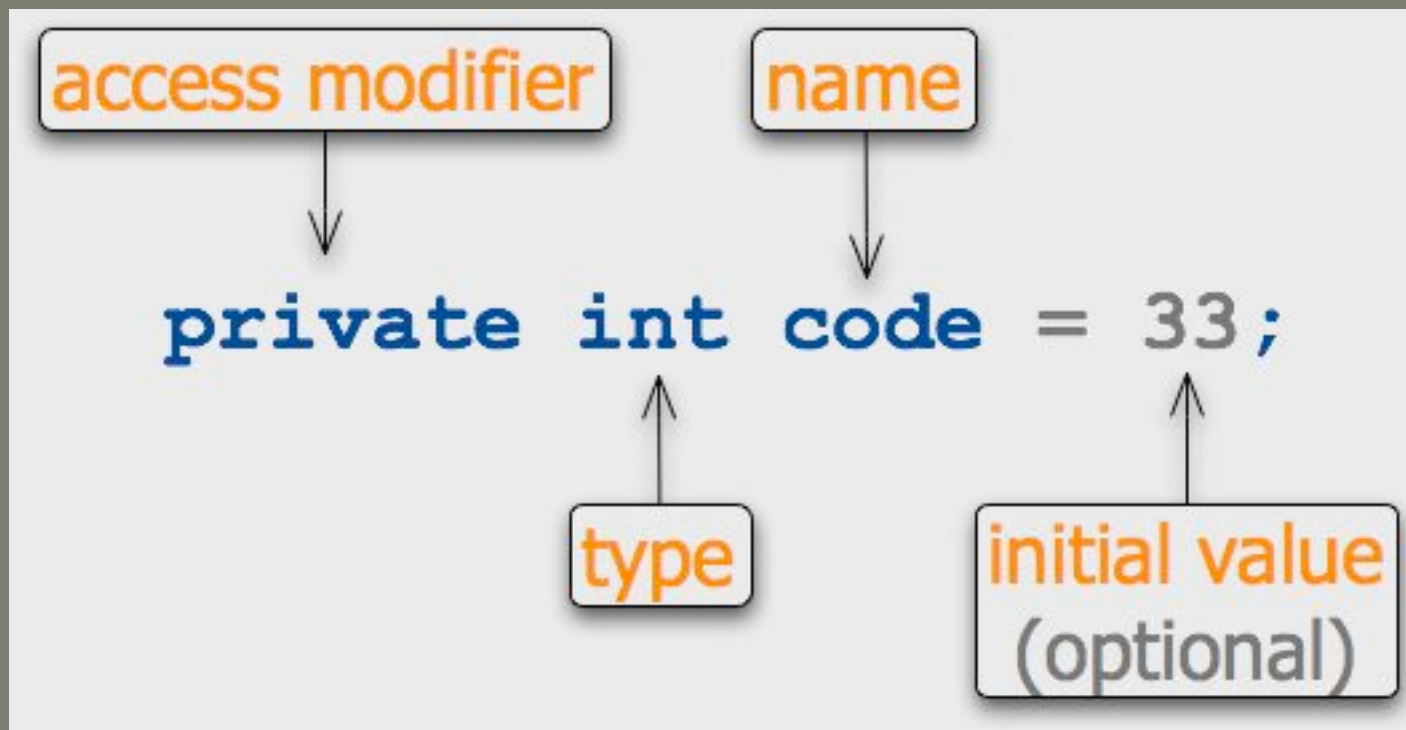 access modifier
name
private int code = 33;
type
initial value
(optional)